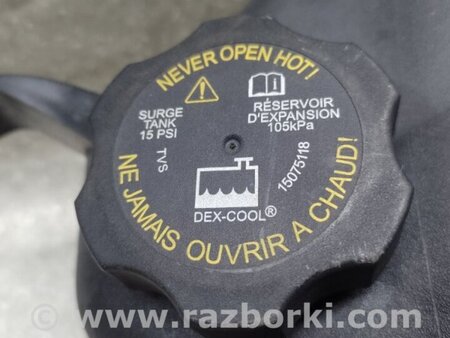 NEVER OPEN HOT!
SURGE
TANK
15 PSI
TVS
RÉSERVOIR
D'EXPANSION
105kPa
15075118
DEX-COOL®
NE JAMAIS OUVRIR A CHAUD!
www.razborki.com